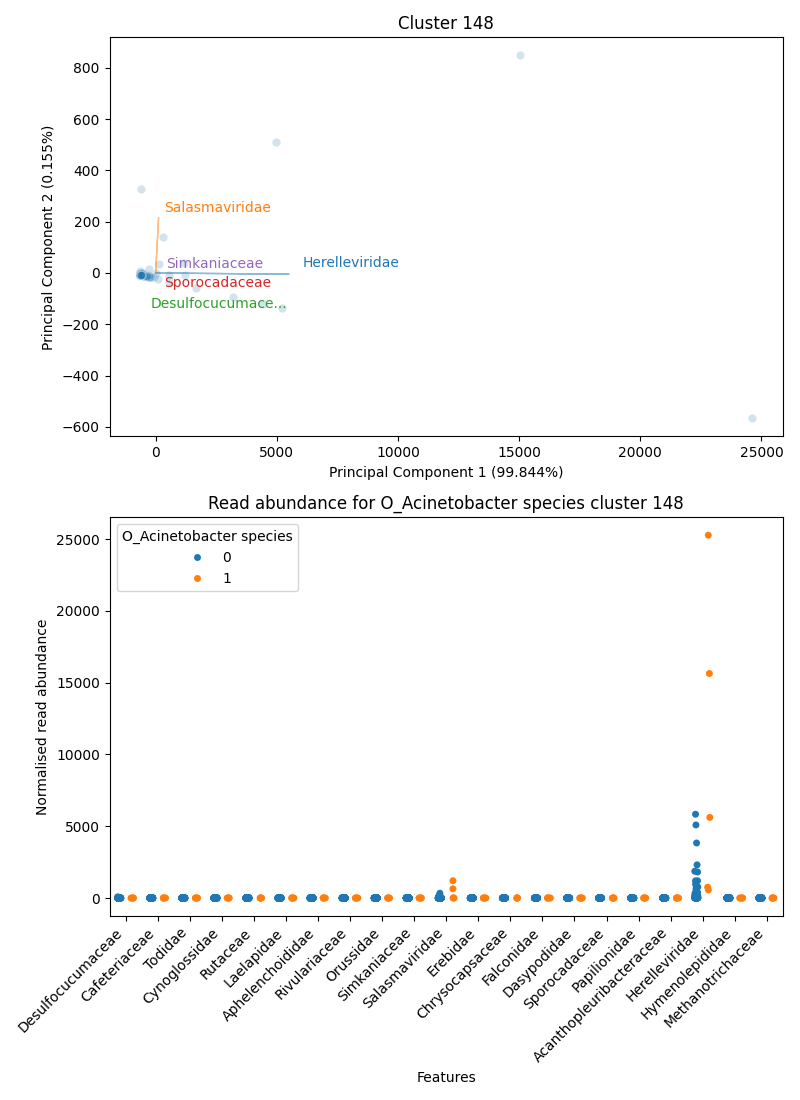 Cluster 148
Principal Component 2 (0.155%)
800
600
400
200
0
−200
−400
−600
Salasmaviridae
Simkaniaceae
Herelleviridae
Sporocadaceae
Desulfocucumace...
0
5000
10000
15000
20000
25000
Principal Component 1 (99.844%)
Read abundance for O_Acinetobacter species cluster 148
O_Acinetobacter species
0
1
Normalised read abundance
25000
20000
15000
10000
5000
0
Desulfocucumaceae
Cafeteriaceae
Todidae
Cynoglossidae
Rutaceae
Laelapidae
Aphelenchoididae
Rivulariaceae
Orussidae
Simkaniaceae
Salasmaviridae
Erebidae
Chrysocapsaceae
Falconidae
Dasypodidae
Sporocadaceae
Papilionidae
Acanthopleuribacteraceae
Herelleviridae
Hymenolepididae
Methanotrichaceae
Features